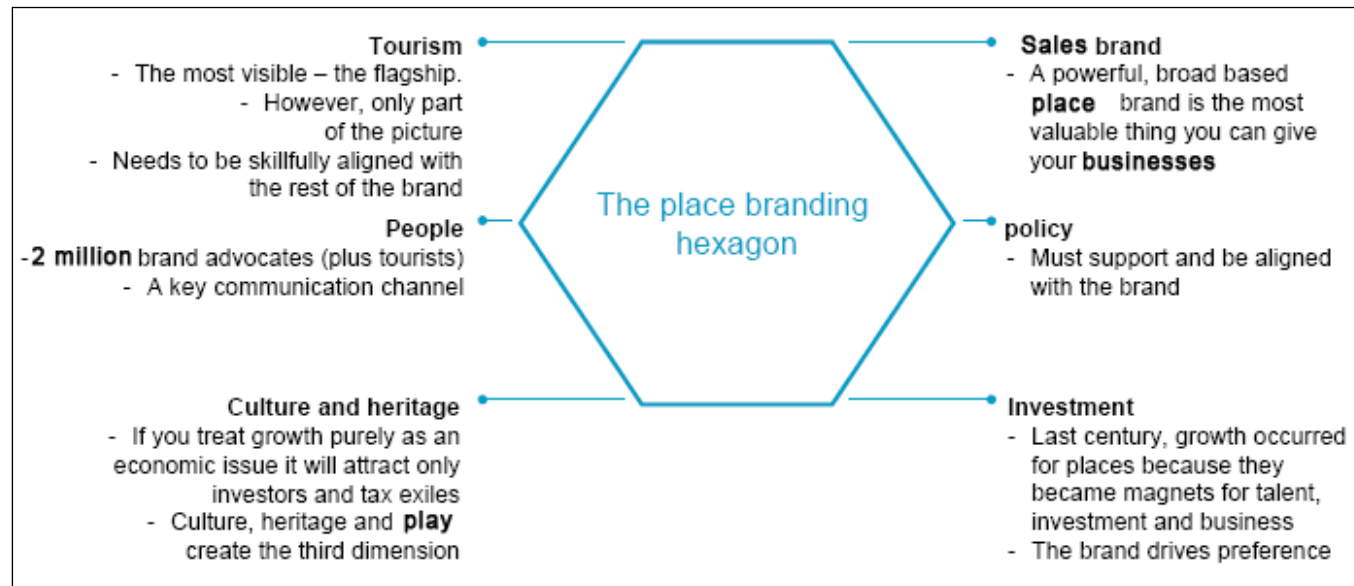 Tourism
- The most visible – the flagship.
- However, only part
of the picture
- Needs to be skillfully aligned with
the rest of the brand
People
-2 million brand advocates (plus tourists)
- A key communication channel
Culture and heritage
- If you treat growth purely as an
economic issue it will attract only
investors and tax exiles
- Culture, heritage and play
create the third dimension
The place branding
hexagon
Sales brand
- A powerful, broad based
place brand is the most
valuable thing you can give
your businesses
policy
- Must support and be aligned
with the brand
Investment
- Last century, growth occurred
for places because they
became magnets for talent,
investment and business
- The brand drives preference